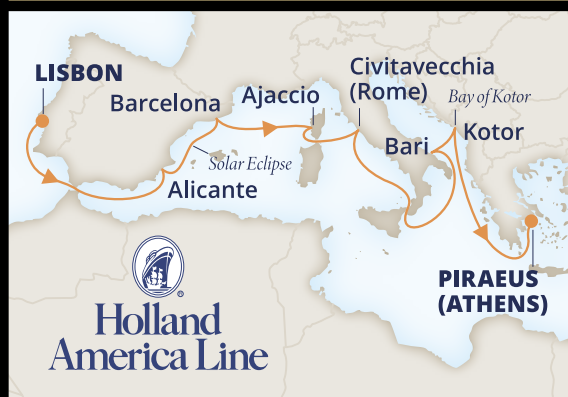 LISBON
Barcelona
Ajaccio
Civitavecchia
(Rome)
Bay of Kotor
Kotor
Bari
Solar Eclipse
Alicante
PIRAEUS
(ATHENS)
®
Holland
America Line